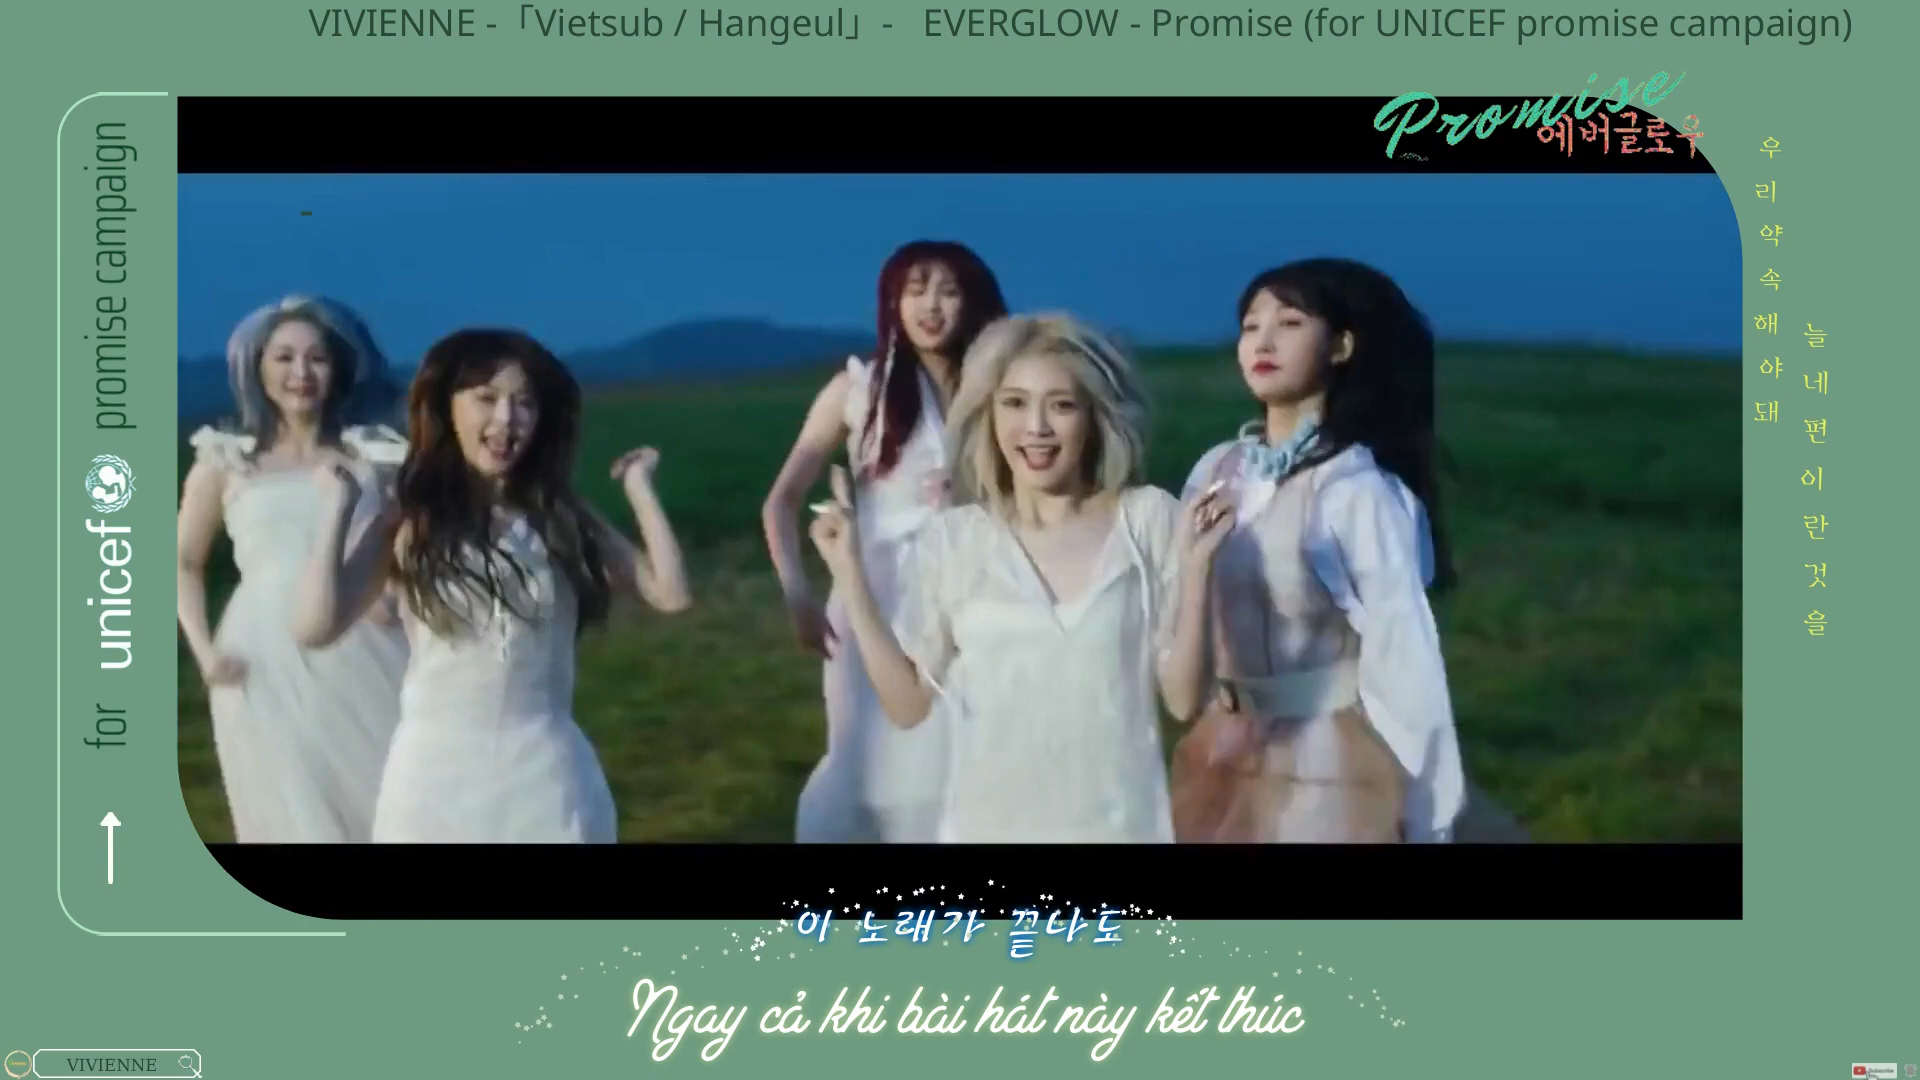 VIVIENNE -「Vietsub / Hangeul」- EVERGLOW - Promise (for UNICEF promise campaign)
Promise
에버글로우
for unicef promise campaign
우리약속해야돼
늘네편이란것을
이 노래가 끝나도
Ngay cả khi bài hát này kết thúc
VIVIENNE
Subscribe